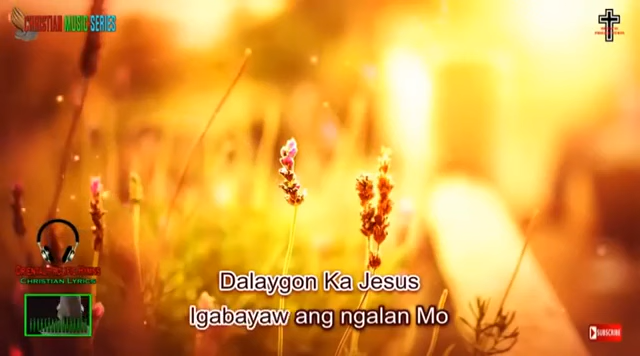 CHRISTIAN MUSIC SERIES
CHRISTIAN LYRICS
Dalaygon Ka Jesus
Igabayaw ang ngalan Mo
SUBSCRIBE